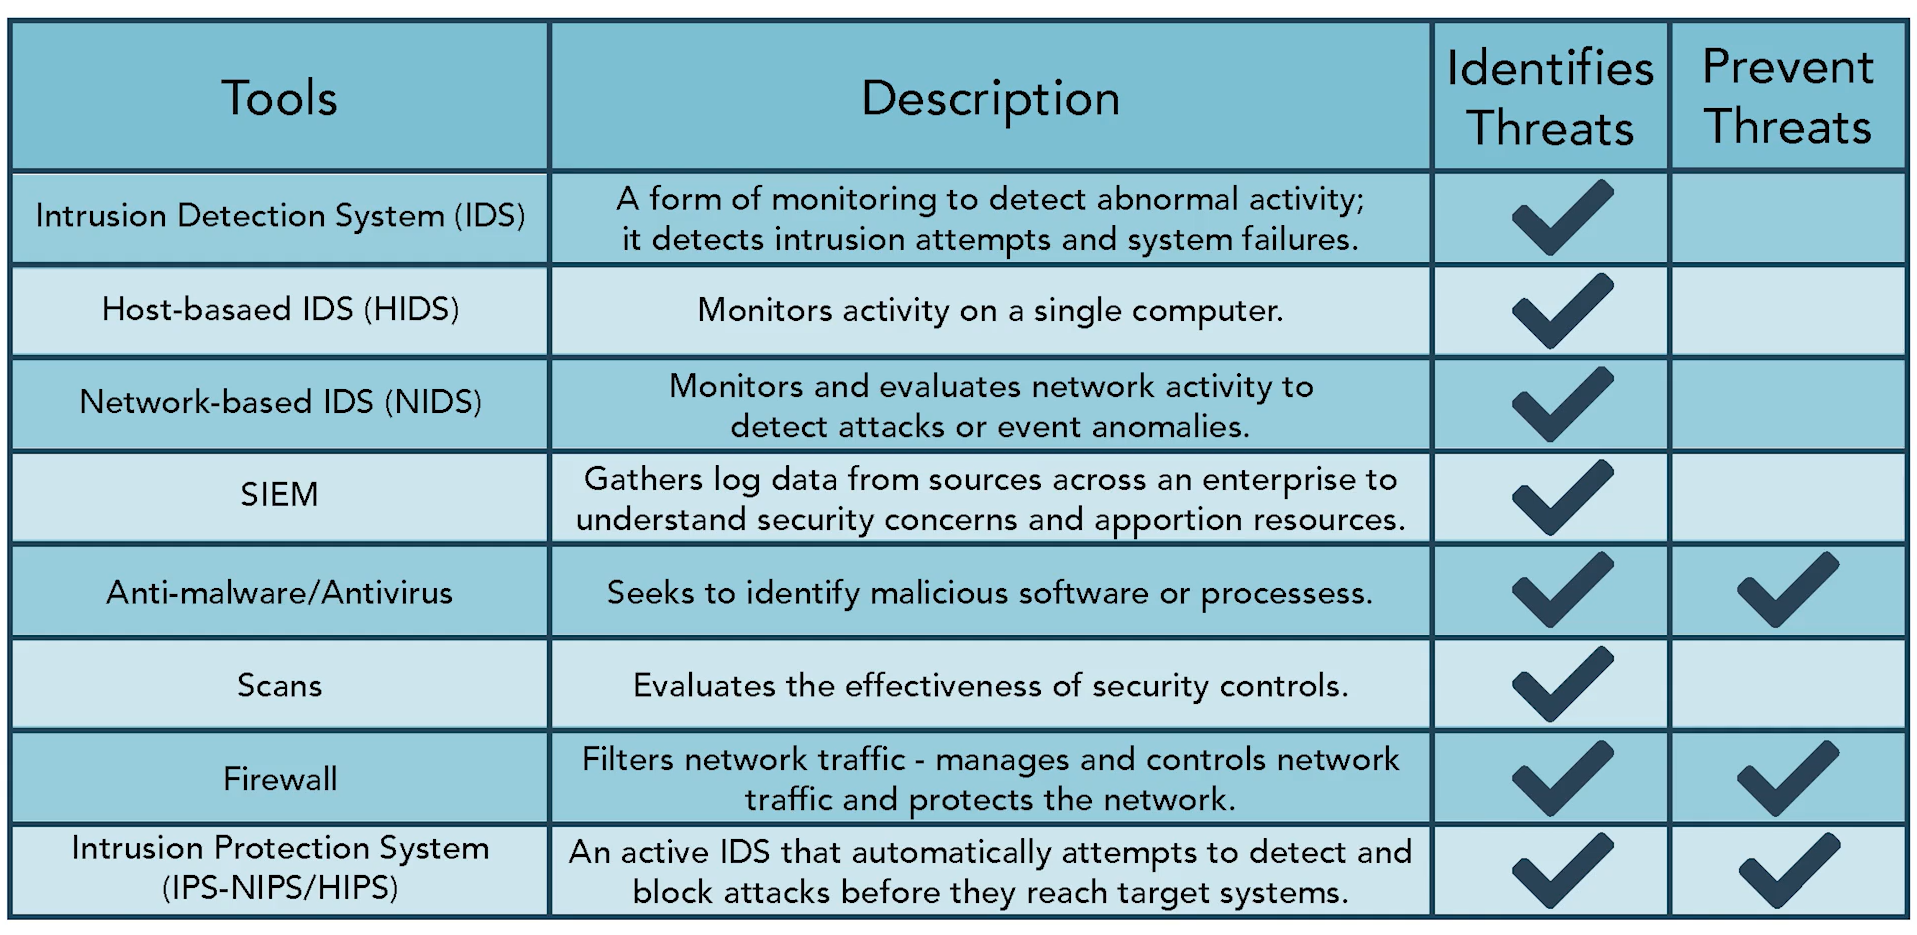 Tools
Description
Identifies
Threats
Prevent
Threats
Intrusion Detection System (IDS)
A form of monitoring to detect abnormal activity;
it detects intrusion attempts and system failures.
Host-basaed IDS (HIDS)
Monitors activity on a single computer.
Network-based IDS (NIDS)
Monitors and evaluates network activity to
detect attacks or event anomalies.
SIEM
Gathers log data from sources across an enterprise to
understand security concerns and apportion resources.
Anti-malware/Antivirus
Seeks to identify malicious software or processess.
Scans
Evaluates the effectiveness of security controls.
Firewall
Filters network traffic - manages and controls network
traffic and protects the network.
Intrusion Protection System
(IPS-NIPS/HIPS)
An active IDS that automatically attempts to detect and
block attacks before they reach target systems.